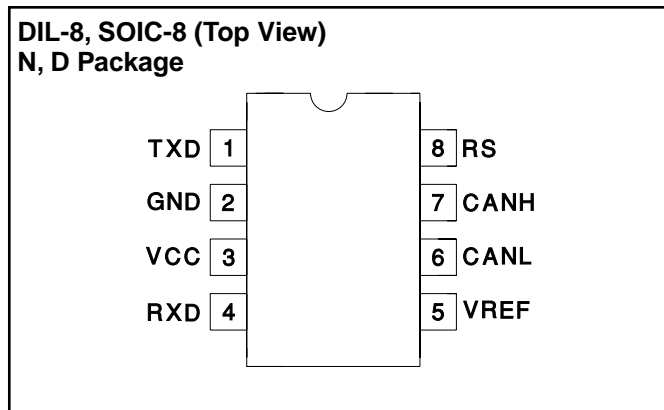 DIL-8, SOIC-8 (Top View)
N, D Package
TXD 1 8 RS
GND 2 7 CANH
VCC 3 6 CANL
RXD 4 5 VREF